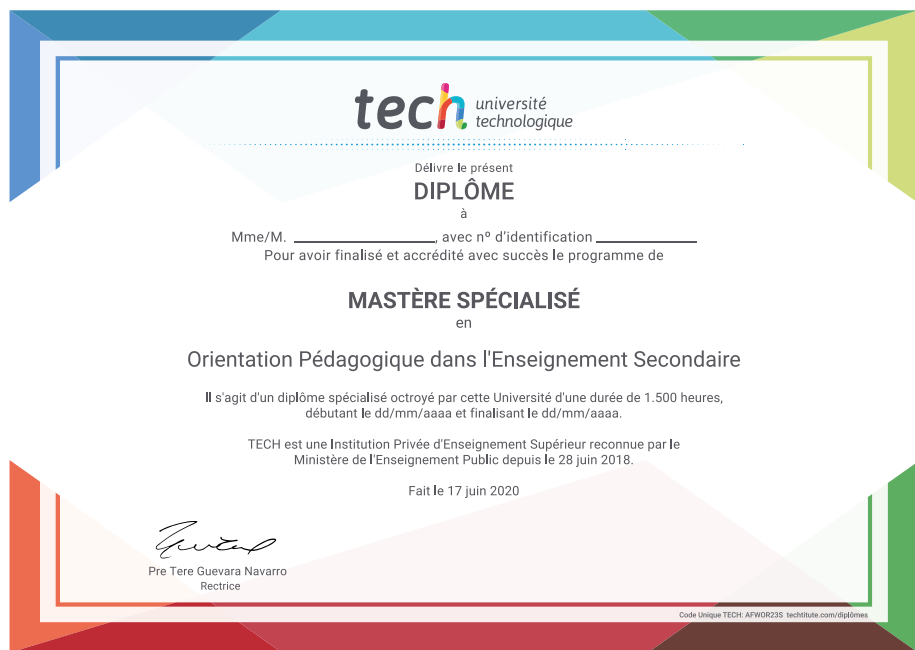 tech université
technologique
Délivre le présent
DIPLÔME
à
Mme/M. ____________, avec nº d'identification ____________
Pour avoir finalisé et accrédité avec succès le programme de
MASTÈRE SPÉCIALISÉ
en
Orientation Pédagogique dans l'Enseignement Secondaire
Il s'agit d'un diplôme spécialisé octroyé par cette Université d'une durée de 1.500 heures,
débutant le dd/mm/aaaa et finalisant le dd/mm/aaaa.
TECH est une Institution Privée d'Enseignement Supérieur reconnue par le
Ministère de l'Enseignement Public depuis le 28 juin 2018.
Fait le 17 juin 2020
Pre Tere Guevara Navarro
Rectrice
Code Unique TECH: AFWOR23S techtitute.com/diplômes